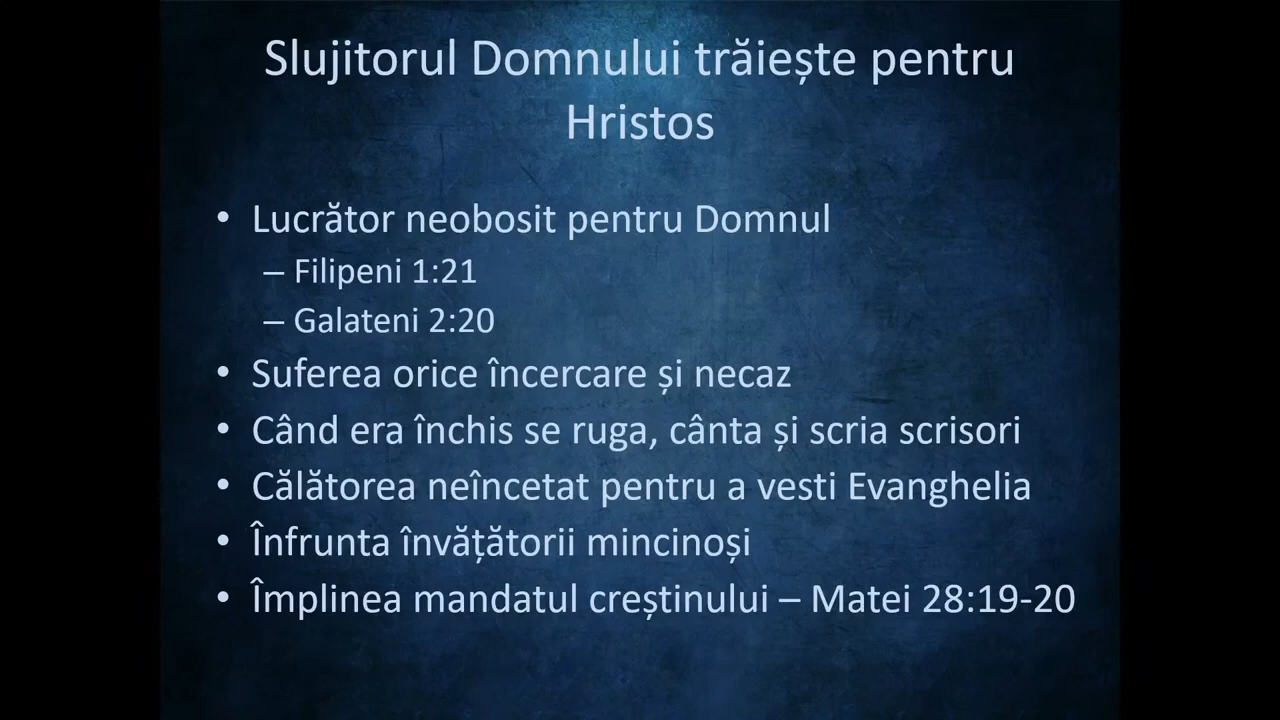 Slujitorul Domnului trăiește pentru
Hristos
• Lucrător neobosit pentru Domnul
– Filipeni 1:21
– Galateni 2:20
• Suferea orice încercare și necaz
• Când era închis se ruga, cânta și scria scrisori
• Călătorea neîncetat pentru a vesti Evanghelia
• Înfrunta învățătorii mincinoși
• Împlinea mandatul creștinului – Matei 28:19-20